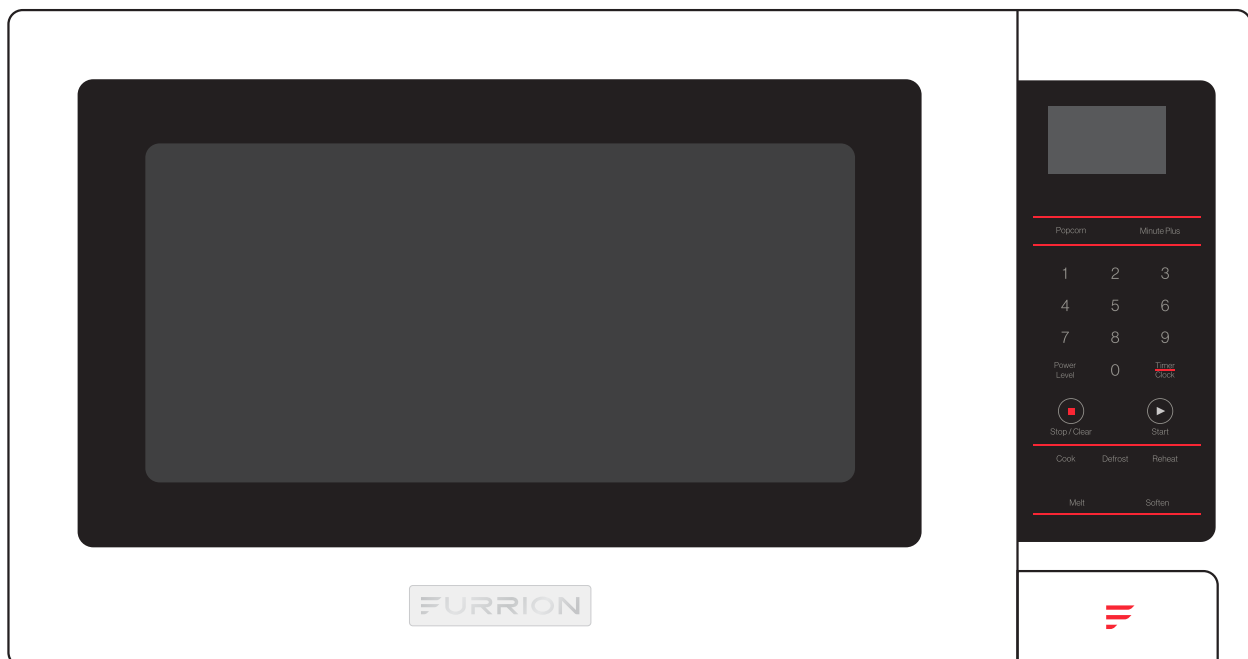 Popcorn Minute Plus
1 2 3
4 5 6
7 8 9
Power Level 0 Timer Clock
Stop / Clear Start
Cook Defrost Reheat
Melt Soften
FURRION